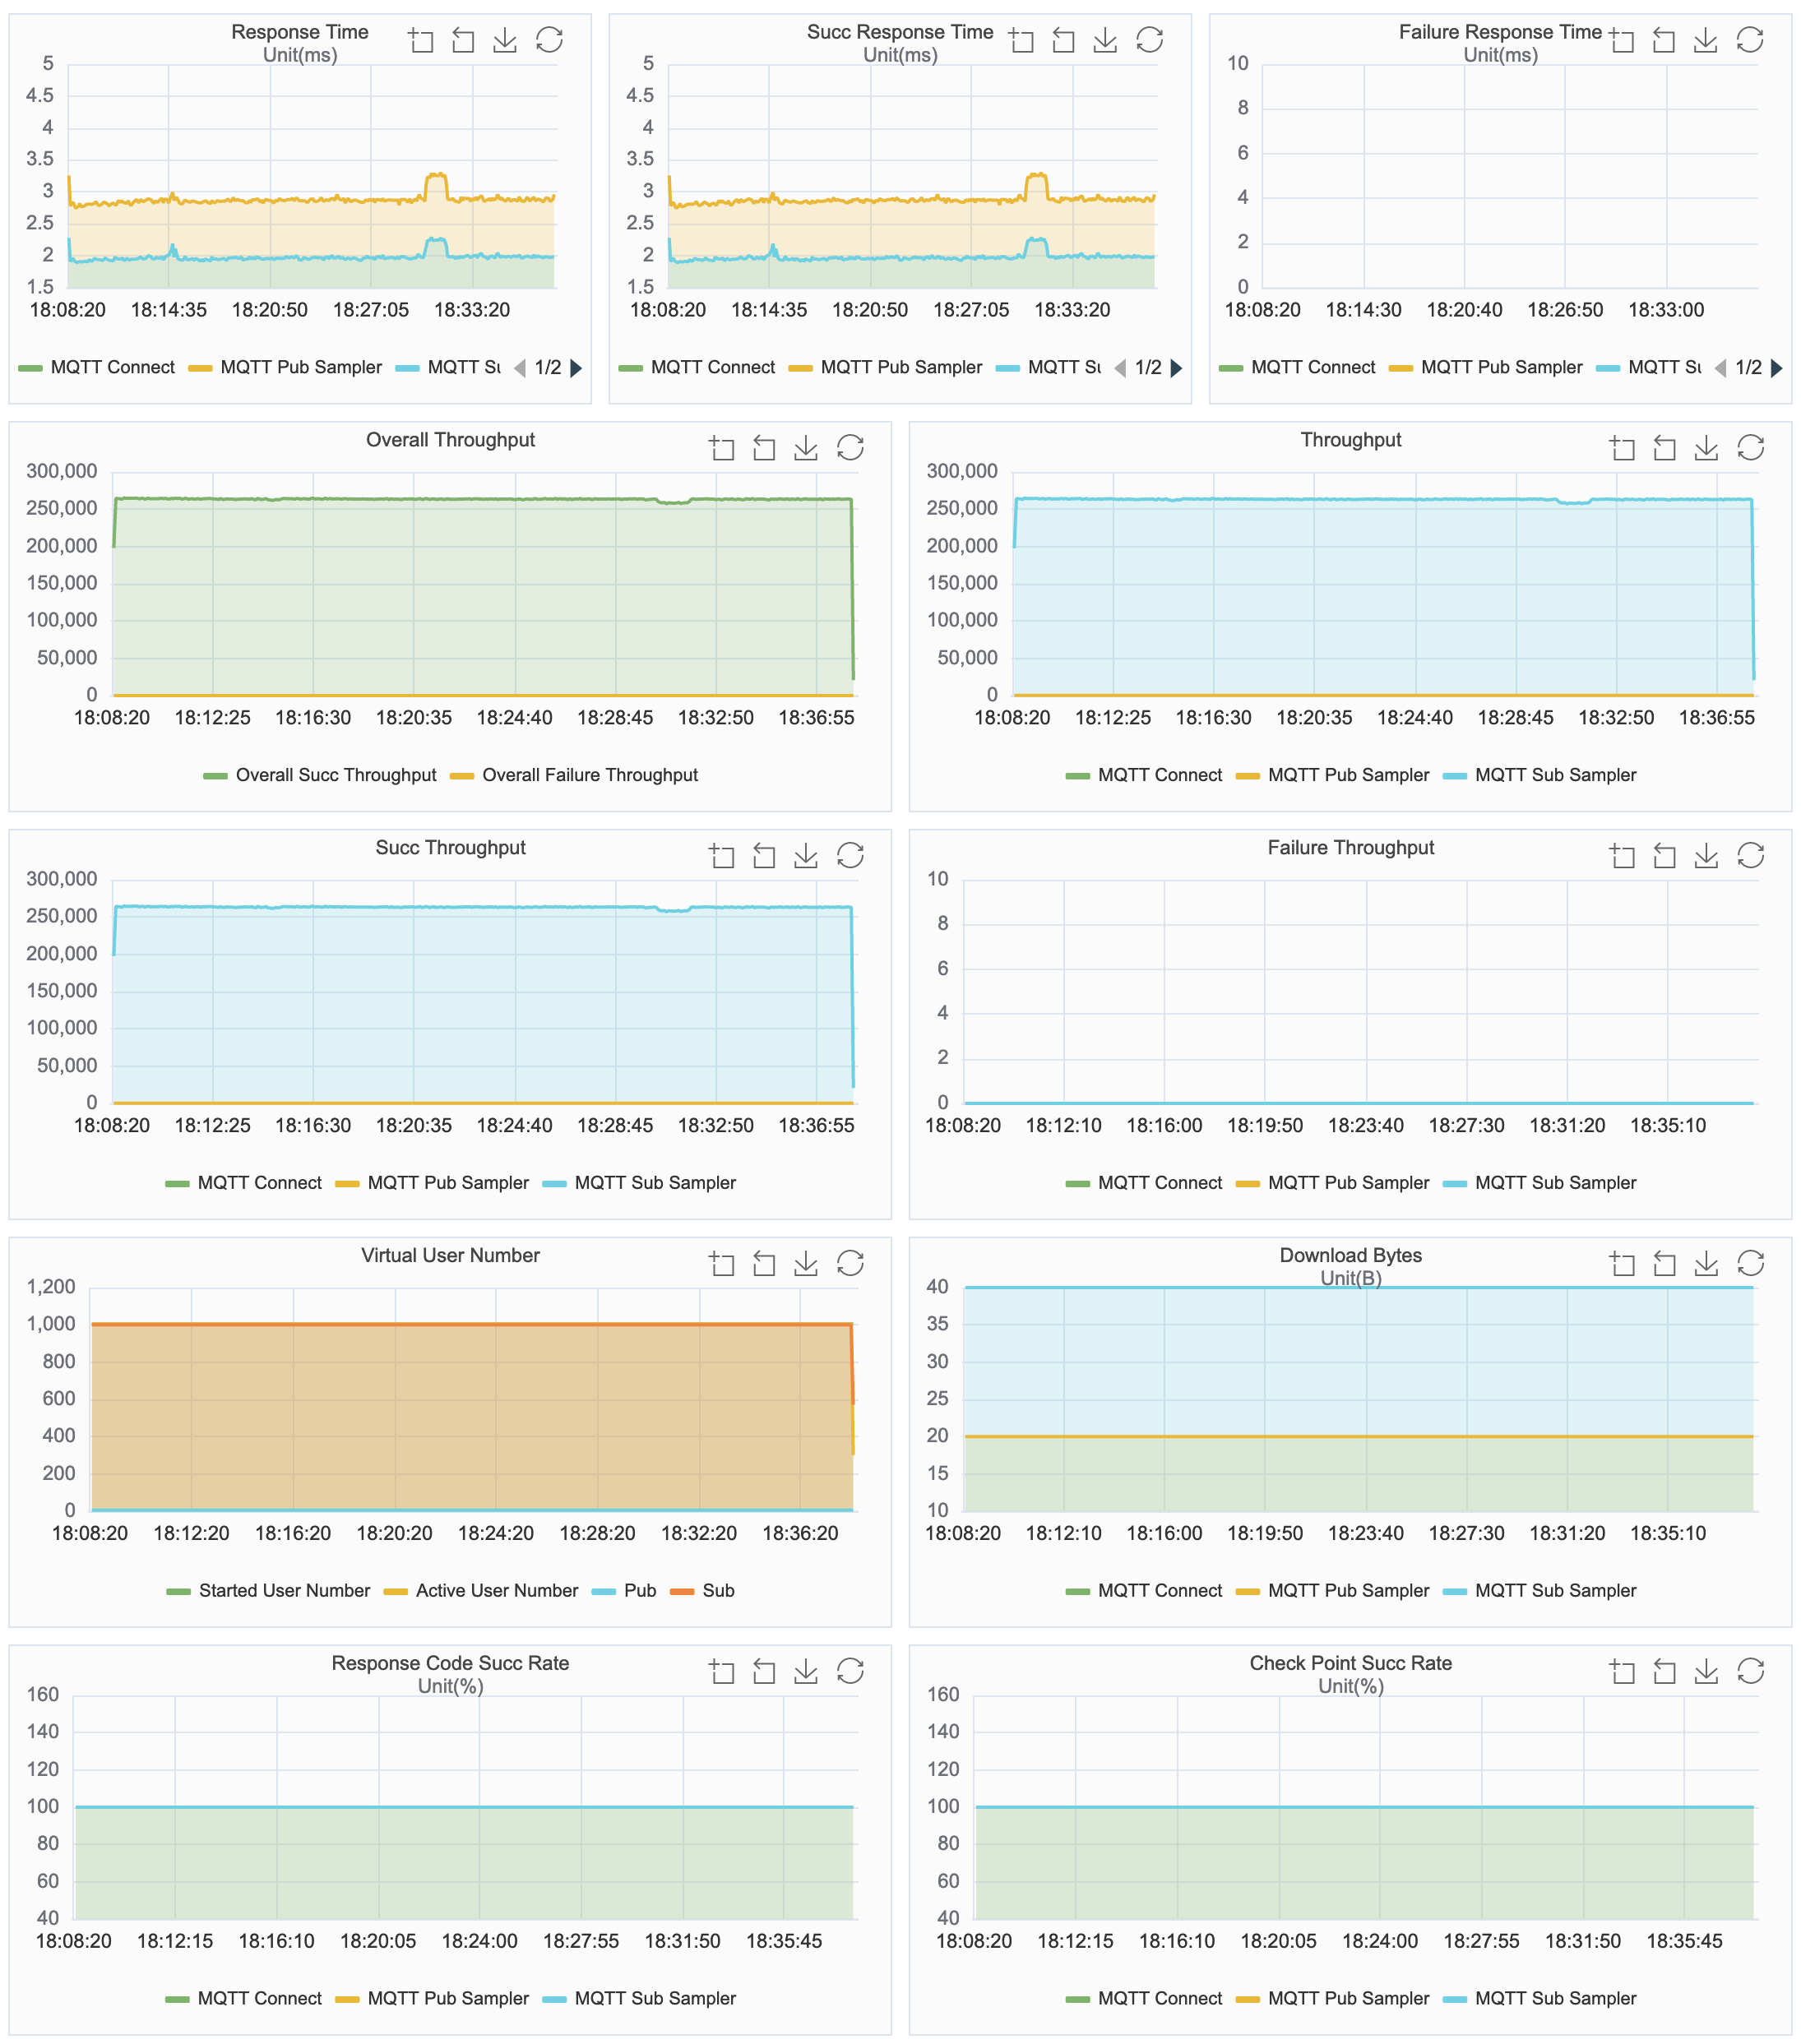 Response Time
Unit(ms)
5
4.5
4
3.5
3
2.5
2
1.5
18:08:20 18:14:35 18:20:50 18:27:05 18:33:20
MQTT Connect MQTT Pub Sampler MQTT Su 1/2
Succ Response Time
Unit(ms)
5
4.5
4
3.5
3
2.5
2
1.5
18:08:20 18:14:35 18:20:50 18:27:05 18:33:20
MQTT Connect MQTT Pub Sampler MQTT Su 1/2
Failure Response Time
Unit(ms)
10
8
6
4
2
0
18:08:20 18:14:30 18:20:40 18:26:50 18:33:00
MQTT Connect MQTT Pub Sampler MQTT Su 1/2
Overall Throughput
300,000
250,000
200,000
150,000
100,000
50,000
0
18:08:20 18:12:25 18:16:30 18:20:35 18:24:40 18:28:45 18:32:50 18:36:55
Overall Succ Throughput Overall Failure Throughput
Throughput
300,000
250,000
200,000
150,000
100,000
50,000
0
18:08:20 18:12:25 18:16:30 18:20:35 18:24:40 18:28:45 18:32:50 18:36:55
MQTT Connect MQTT Pub Sampler MQTT Sub Sampler
Succ Throughput
300,000
250,000
200,000
150,000
100,000
50,000
0
18:08:20 18:12:25 18:16:30 18:20:35 18:24:40 18:28:45 18:32:50 18:36:55
MQTT Connect MQTT Pub Sampler MQTT Sub Sampler
Failure Throughput
10
8
6
4
2
0
18:08:20 18:12:10 18:16:00 18:19:50 18:23:40 18:27:30 18:31:20 18:35:10
MQTT Connect MQTT Pub Sampler MQTT Sub Sampler
Virtual User Number
1,200
1,000
800
600
400
200
0
18:08:20 18:12:20 18:16:20 18:20:20 18:24:20 18:28:20 18:32:20 18:36:20
Started User Number Active User Number Pub Sub
Download Bytes
Unit(B)
40
35
30
25
20
15
10
18:08:20 18:12:10 18:16:00 18:19:50 18:23:40 18:27:30 18:31:20 18:35:10
MQTT Connect MQTT Pub Sampler MQTT Sub Sampler
Response Code Succ Rate
Unit(%)
160
140
120
100
80
60
40
18:08:20 18:12:15 18:16:10 18:20:05 18:24:00 18:27:55 18:31:50 18:35:45
MQTT Connect MQTT Pub Sampler MQTT Sub Sampler
Check Point Succ Rate
Unit(%)
160
140
120
100
80
60
40
18:08:20 18:12:15 18:16:10 18:20:05 18:24:00 18:27:55 18:31:50 18:35:45
MQTT Connect MQTT Pub Sampler MQTT Sub Sampler